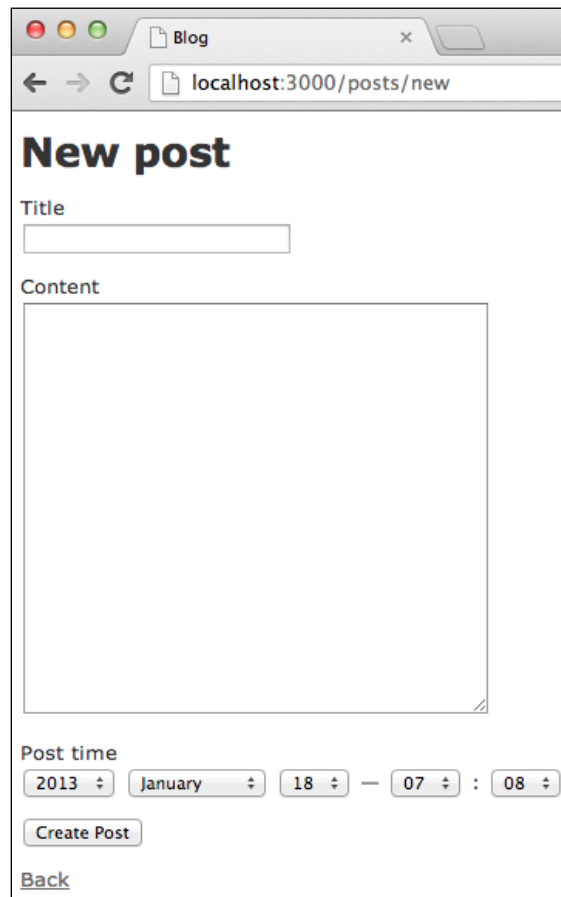 Blog
localhost:3000/posts/new
New post
Title
Content
Post time
2013 January 18 — 07 : 08
Create Post
Back